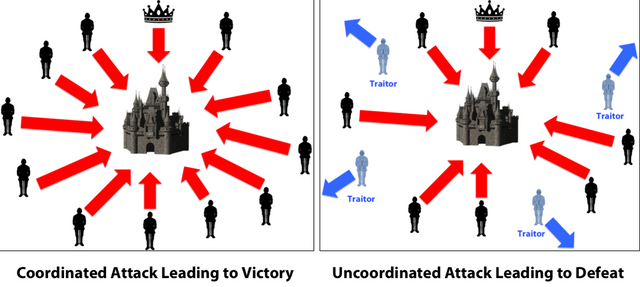 Traitor
Traitor
Traitor
Traitor
Coordinated Attack Leading to Victory
Uncoordinated Attack Leading to Defeat